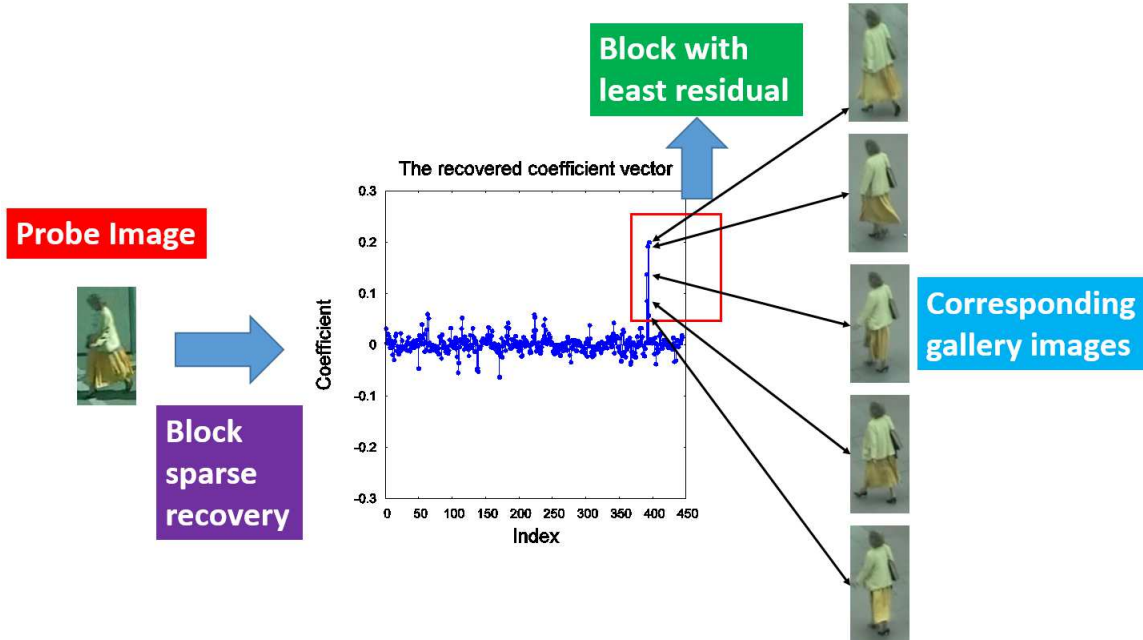 Block with
least residual
The recovered coefficient vector
Probe Image
0.3
0.2
0.1
0
−0.1
−0.2
−0.3
Coefficient
0 50 100 150 200 250 300 350 400 450
Index
Block
sparse
recovery
Corresponding
gallery images